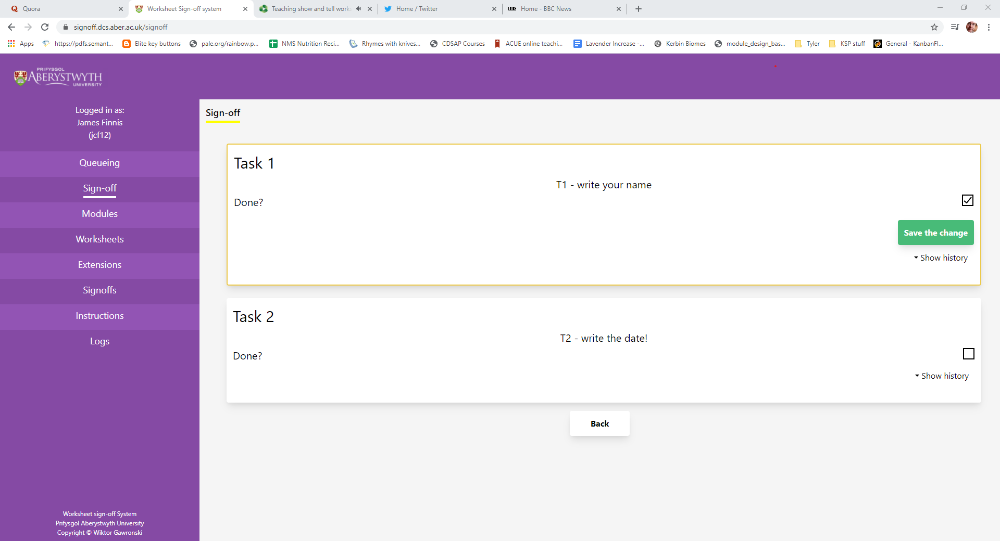 Quora
Worksheet Sign-off system
Teaching show and tell works
Home / Twitter
BBC
Home - BBC News
signoff.dcs.aber.ac.uk/signoff
Apps
https://pdfs.semant...
Elite key buttons
pale.org/rainbow.p...
NMS Nutrition Reci...
Rhymes with knives...
CDSAP Courses
ACUE online teachi...
Lavender Increase -...
Kerbin Biomes
module_design_bas...
Tyler
KSP stuff
General - KanbanFl...
PRIFYSGOL
ABERYSTWYTH
UNIVERSITY
Logged in as:
James Finnis
(jcf12)
Queueing
Sign-off
Modules
Worksheets
Extensions
Signoffs
Instructions
Logs
Worksheet sign-off System
Prifysgol Aberystwyth University
Copyright © Wiktor Gawronski
Sign-off
Task 1
T1 - write your name
Done?
Save the change
Show history
Task 2
T2 - write the date!
Done?
Show history
Back